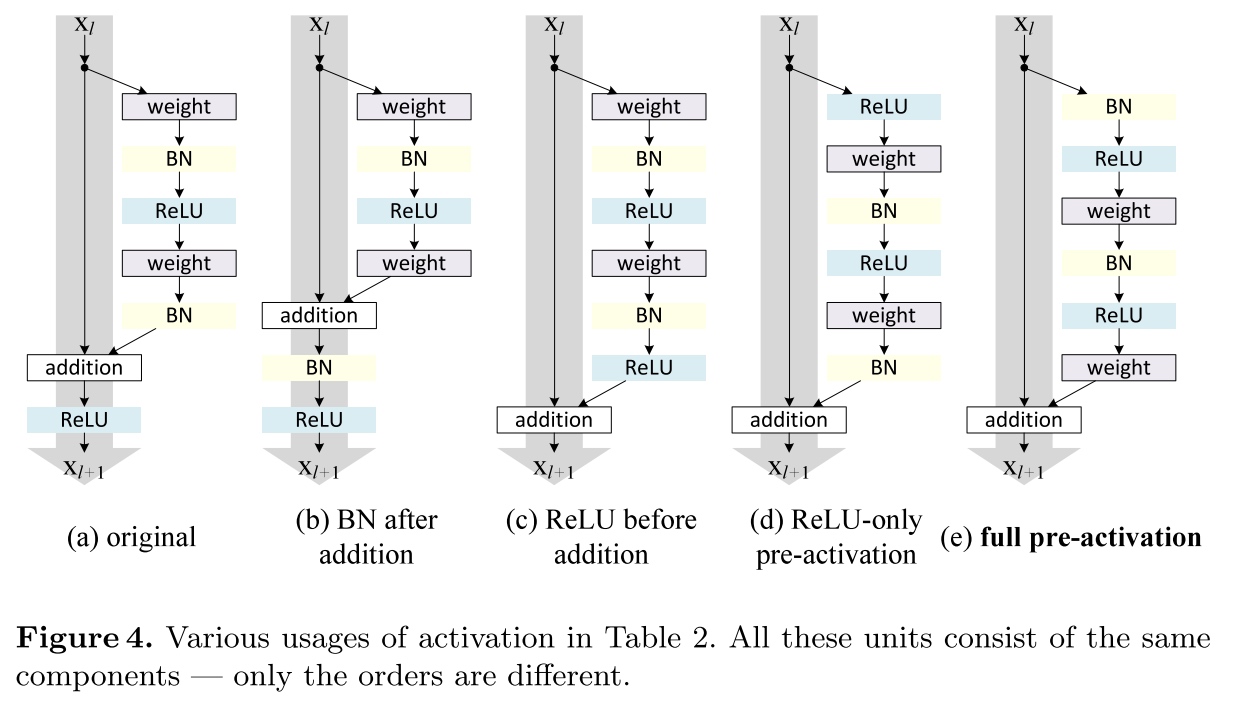 x_l
weight
BN
ReLU
weight
BN
addition
ReLU
x_{l+1}
(a) original
x_l
weight
BN
ReLU
weight
addition
BN
ReLU
x_{l+1}
(b) BN after
addition
x_l
weight
BN
ReLU
weight
BN
ReLU
addition
x_{l+1}
(c) ReLU before
addition
x_l
ReLU
weight
BN
ReLU
weight
BN
addition
x_{l+1}
(d) ReLU-only
pre-activation
x_l
BN
ReLU
weight
BN
ReLU
weight
addition
x_{l+1}
(e) full pre-activation
Figure 4. Various usages of activation in Table 2. All these units consist of the same
components — only the orders are different.